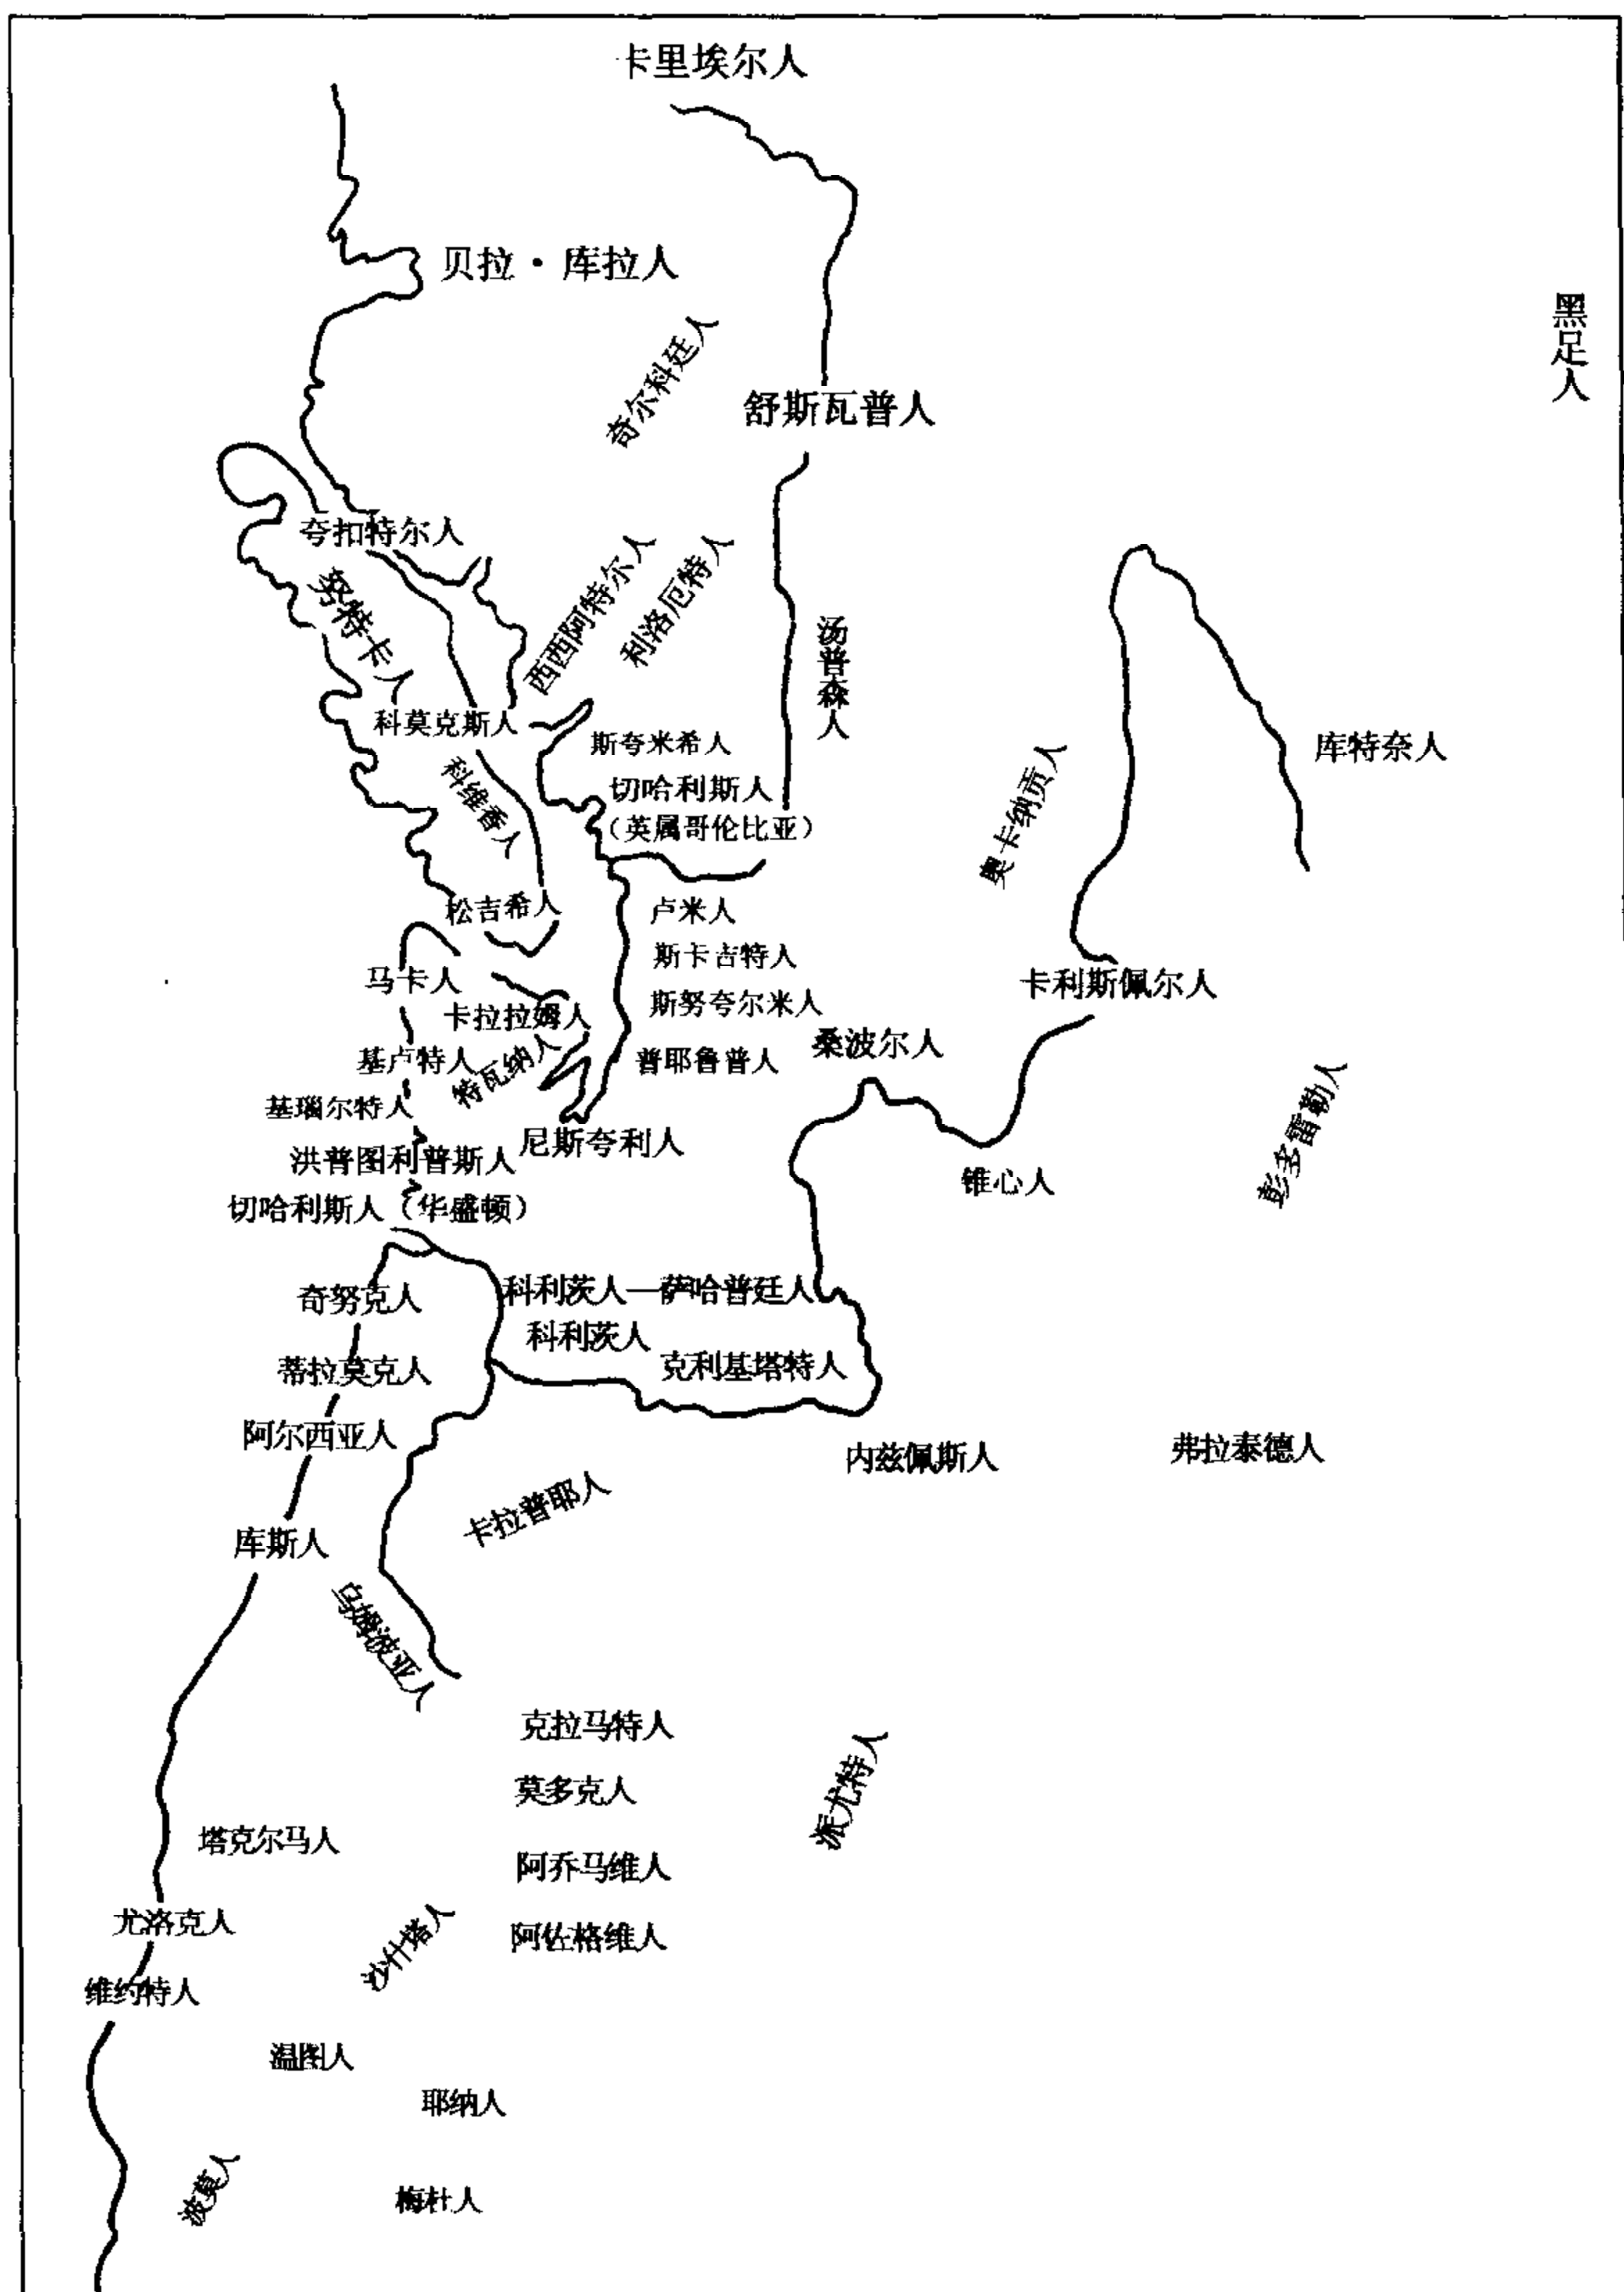 卡里埃尔人
贝拉·库拉人
黑足人
奇尔科廷人
舒斯瓦普人
夸扣特尔人
努特卡人
西西阿特尔人
利洛厄特人
汤普森人
科莫克斯人
斯夸米希人
库特奈人
切哈利斯人
（英属哥伦比亚）
科维香人
奥卡纳贡人
松吉希人
卢米人
斯卡吉特人
马卡人
卡利斯佩尔人
卡拉拉姆人
斯努夸尔米人
桑波尔人
基卢特人
特瓦纳人
普耶鲁普人
基瑙尔特人
彭多雷勒人
尼斯夸利人
洪普图利普斯人
锥心人
切哈利斯人（华盛顿）
奇努克人
科利茨人—萨哈普廷人
科利茨人
蒂拉莫克人
克利基塔特人
阿尔西亚人
内兹佩斯人
弗拉泰德人
卡拉普耶人
库斯人
乌姆波亚人
克拉马特人
莫多克人
派尤特人
塔克尔马人
阿乔马维人
尤洛克人
沙什塔人
阿佐格维人
维约特人
温图人
耶纳人
波莫人
梅杜人